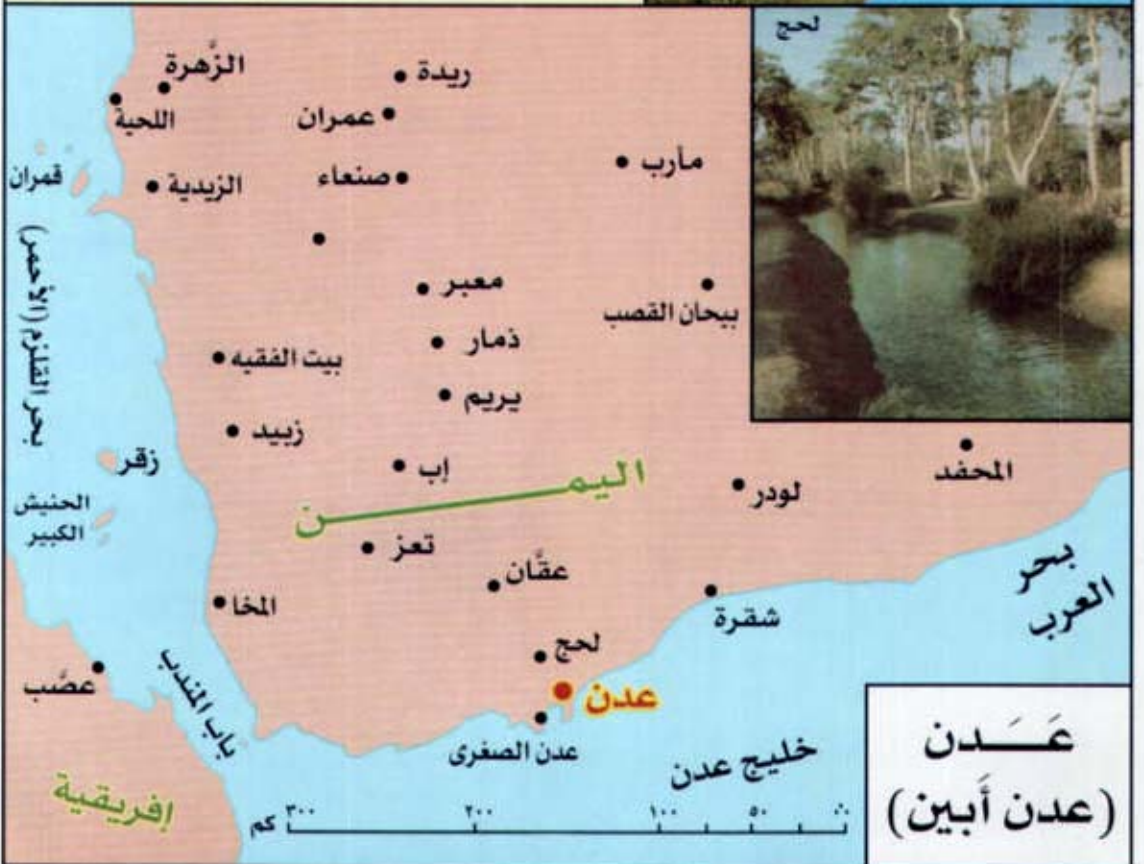 لحج
الزَّهرة
ريدة
اللحية
عمران
مأرب
قمران
الزيدية
صنعاء
بحر القلزم (الأحمر)
معبر
بيحان القصب
ذمار
بيت الفقيه
يريم
زبيد
زقر
إب
المحفد
اليمـــــن
لودر
الحنيش
الكبير
تعز
عقَّان
بحر
العرب
المخا
شقرة
لحج
عصَّب
باب المندب
عدن
عدن الصغرى
خليج عدن
عَـــدن
(عدن أَبين)
إفريقية
كم ٣٠٠ ٢٠٠ ١٠٠ ٥٠ ٠